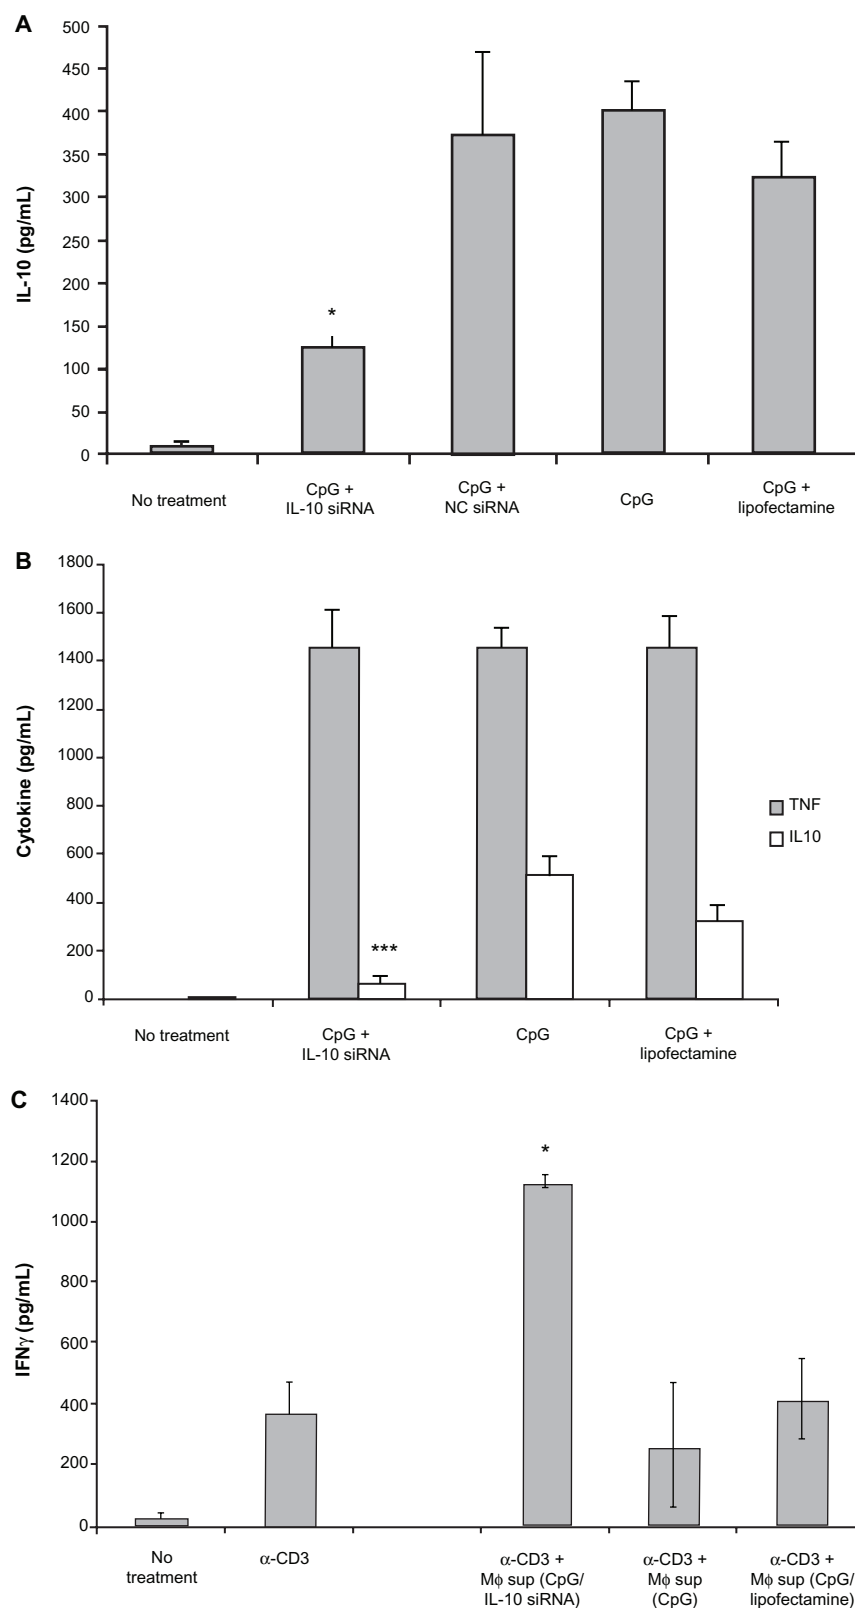 A
500
450
400
350
300
250
200
150
100
50
0
IL-10 (pg/mL)
*
No treatment
CpG +
IL-10 siRNA
CpG +
NC siRNA
CpG
CpG +
lipofectamine
B
1800
1600
1400
1200
1000
800
600
400
200
0
Cytokine (pg/mL)
***
TNF
IL10
No treatment
CpG +
IL-10 siRNA
CpG
CpG +
lipofectamine
C
1400
1200
1000
800
600
400
200
0
IFNγ (pg/mL)
*
No
treatment
α-CD3
α-CD3 +
Mϕ sup (CpG/
IL-10 siRNA)
α-CD3 +
Mϕ sup
(CpG)
α-CD3 +
Mϕ sup (CpG/
lipofectamine)